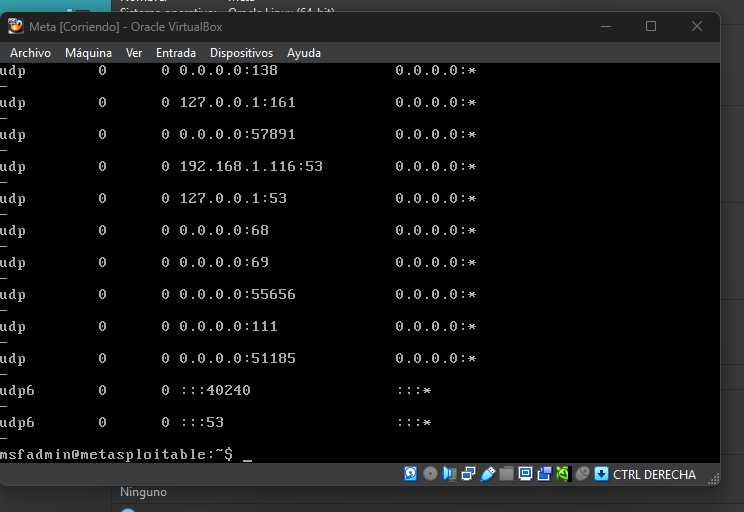 Meta [Corriendo] - Oracle VirtualBox
Archivo Máquina Ver Entrada Dispositivos Ayuda
udp 0 0 0.0.0.0:138 0.0.0.0:*
-
udp 0 0 127.0.0.1:161 0.0.0.0:*
-
udp 0 0 0.0.0.0:57891 0.0.0.0:*
-
udp 0 0 192.168.1.116:53 0.0.0.0:*
-
udp 0 0 127.0.0.1:53 0.0.0.0:*
-
udp 0 0 0.0.0.0:68 0.0.0.0:*
-
udp 0 0 0.0.0.0:69 0.0.0.0:*
-
udp 0 0 0.0.0.0:55656 0.0.0.0:*
-
udp 0 0 0.0.0.0:111 0.0.0.0:*
-
udp 0 0 0.0.0.0:51185 0.0.0.0:*
-
udp6 0 0 :::40240 :::*
-
udp6 0 0 :::53 :::*
-
msfadmin@metasploitable:~$ _
CTRL DERECHA
Ninguno